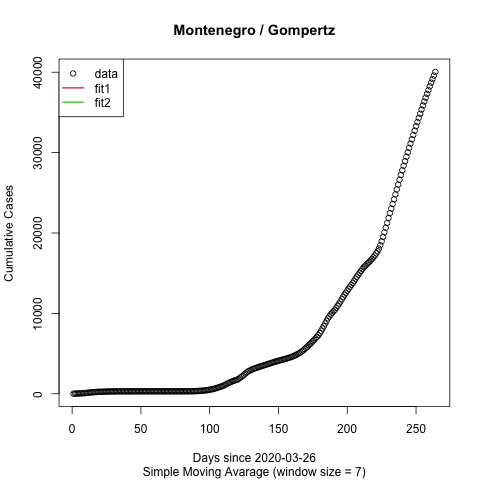 Montenegro / Gompertz
data
fit1
fit2
Cumulative Cases
0
10000
20000
30000
40000
0
50
100
150
200
250
Days since 2020-03-26
Simple Moving Avarage (window size = 7)